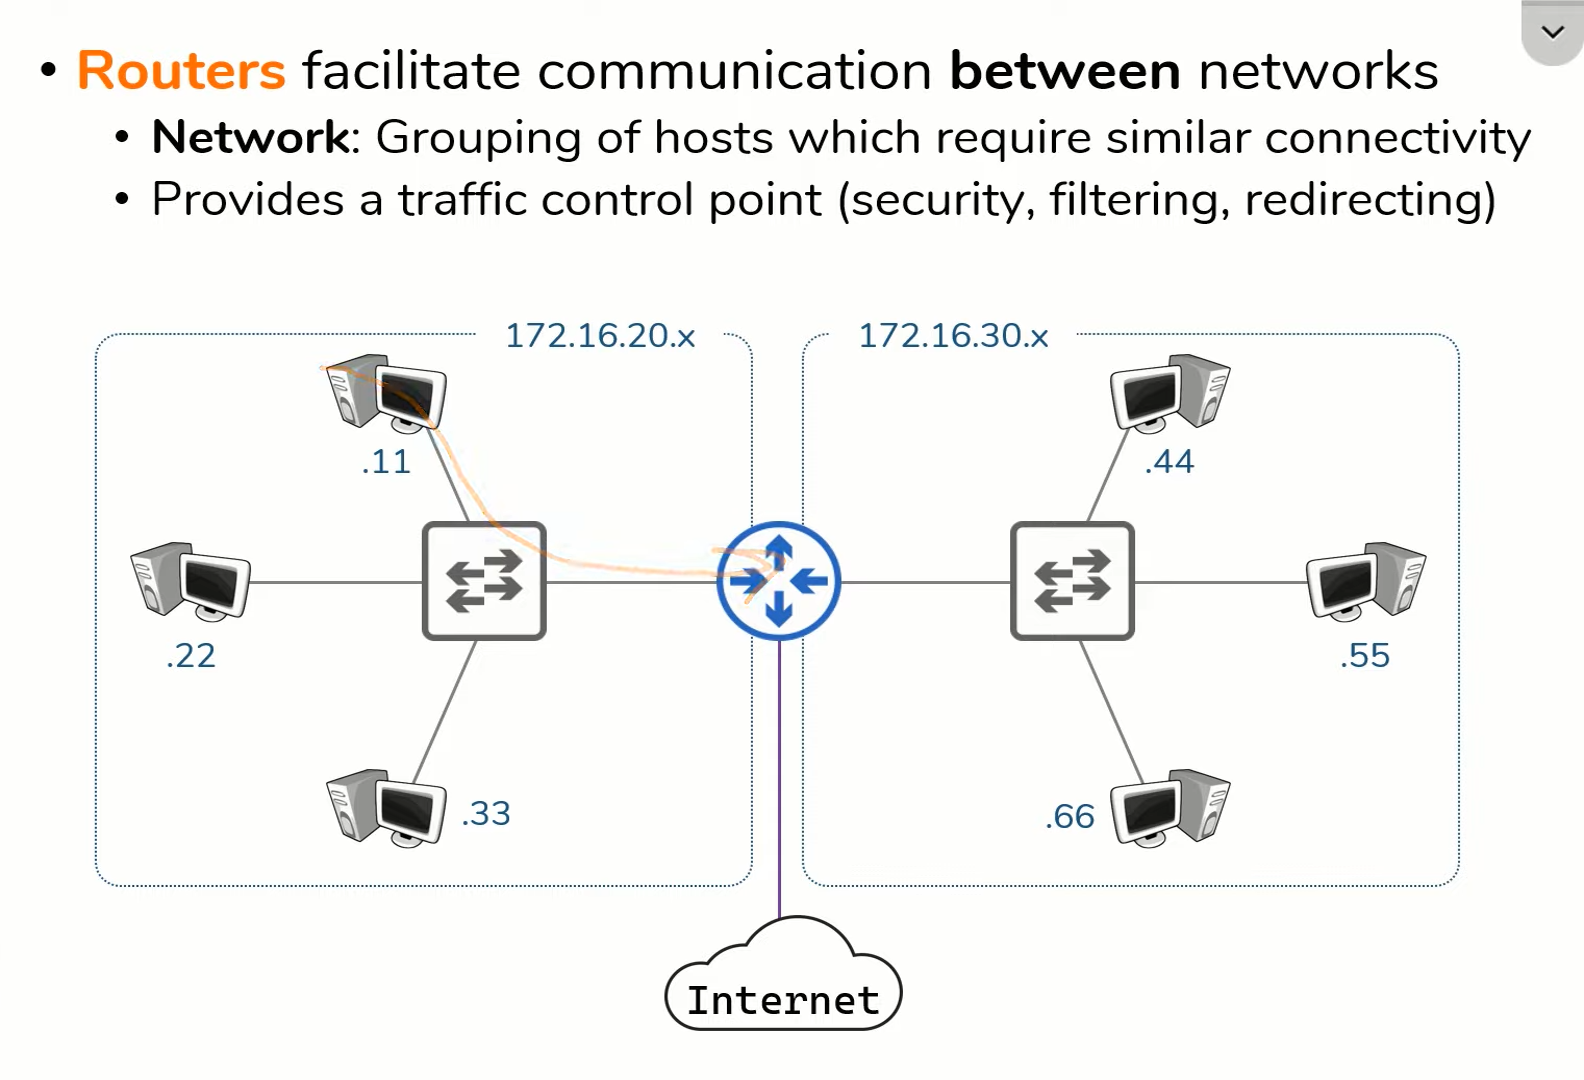 • Routers facilitate communication between networks
• Network: Grouping of hosts which require similar connectivity
• Provides a traffic control point (security, filtering, redirecting)
172.16.20.x
172.16.30.x
.11
.44
.22
.55
.33
.66
Internet